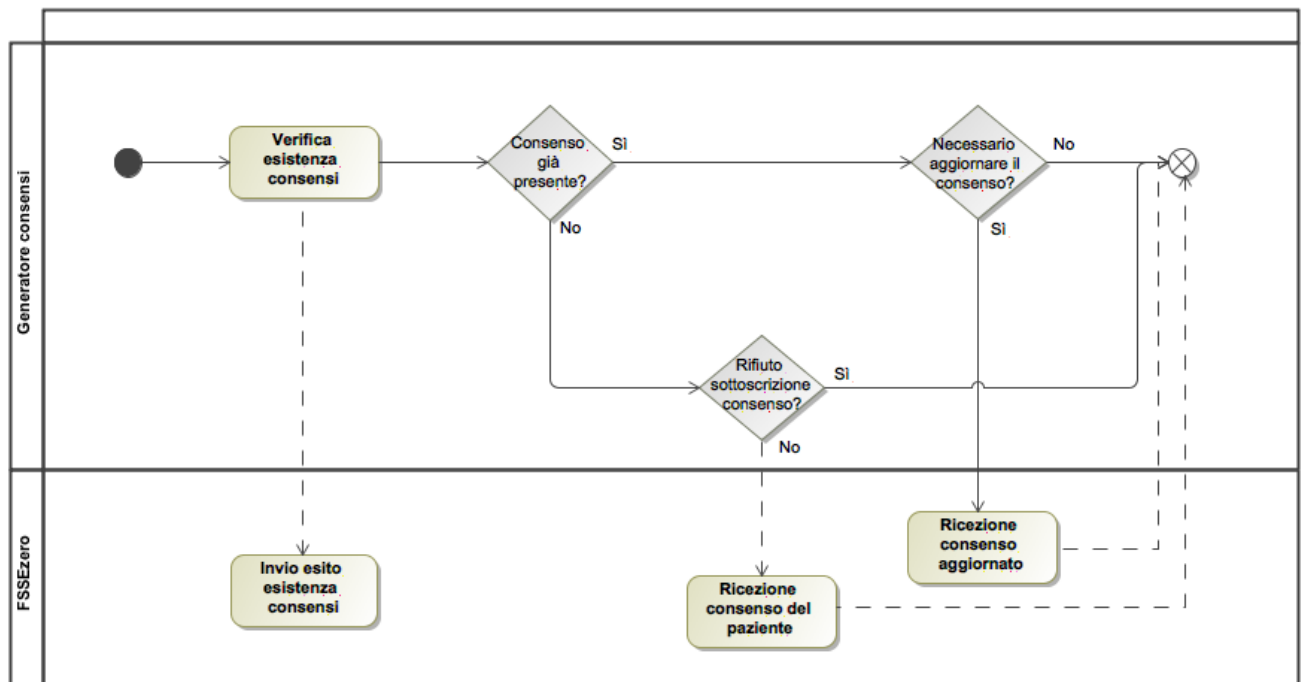 Generatore consensi
Verifica
esistenza
consensi
Consenso
già
presente?
Sì
No
Necessario
aggiornare il
consenso?
No
Sì
Rifiuto
sottoscrizione
consenso?
Sì
No
FSSEzero
Invio esito
esistenza
consensi
Ricezione
consenso del
paziente
Ricezione
consenso
aggiornato